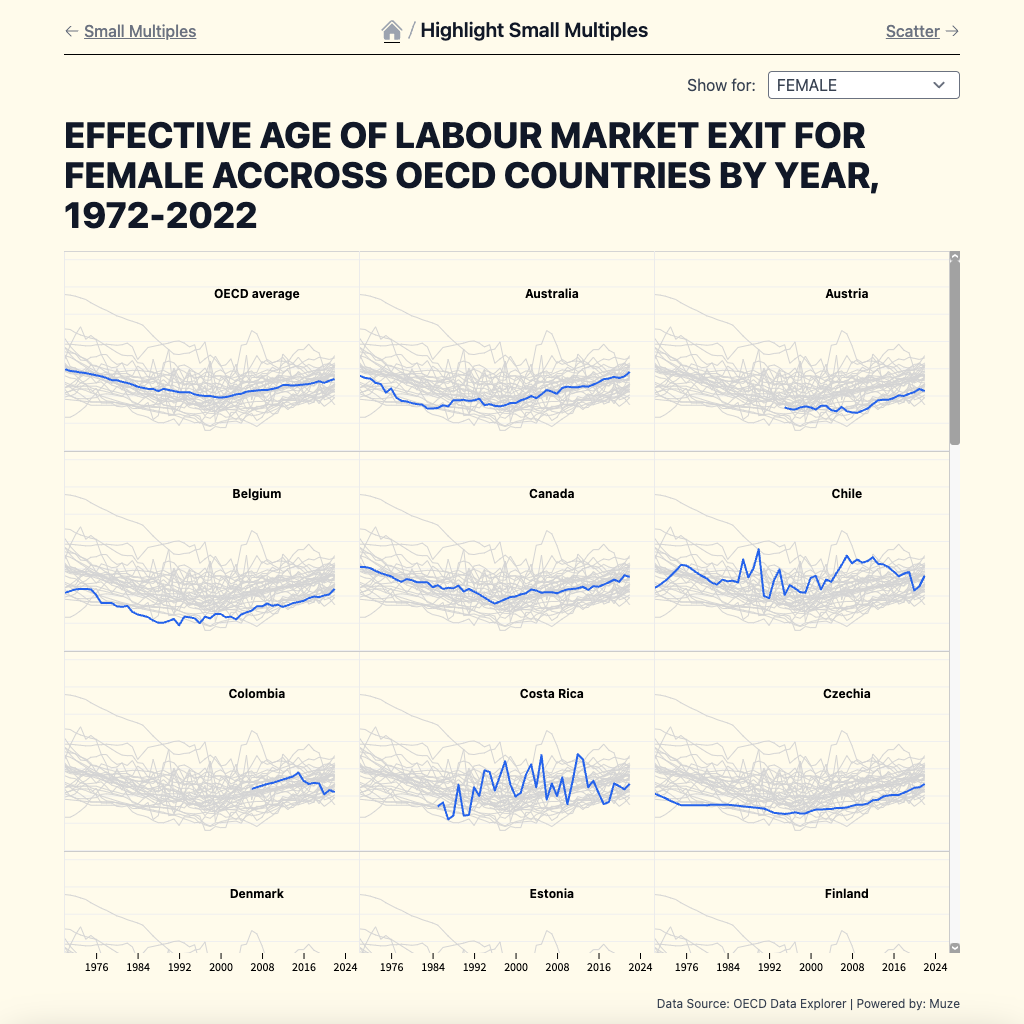 ← Small Multiples
/ Highlight Small Multiples
Scatter →
Show for: FEMALE
EFFECTIVE AGE OF LABOUR MARKET EXIT FOR
FEMALE ACCROSS OECD COUNTRIES BY YEAR,
1972-2022
OECD average
Australia
Austria
Belgium
Canada
Chile
Colombia
Costa Rica
Czechia
Denmark
Estonia
Finland
1976 1984 1992 2000 2008 2016 2024
1976 1984 1992 2000 2008 2016 2024
1976 1984 1992 2000 2008 2016 2024
Data Source: OECD Data Explorer | Powered by: Muze